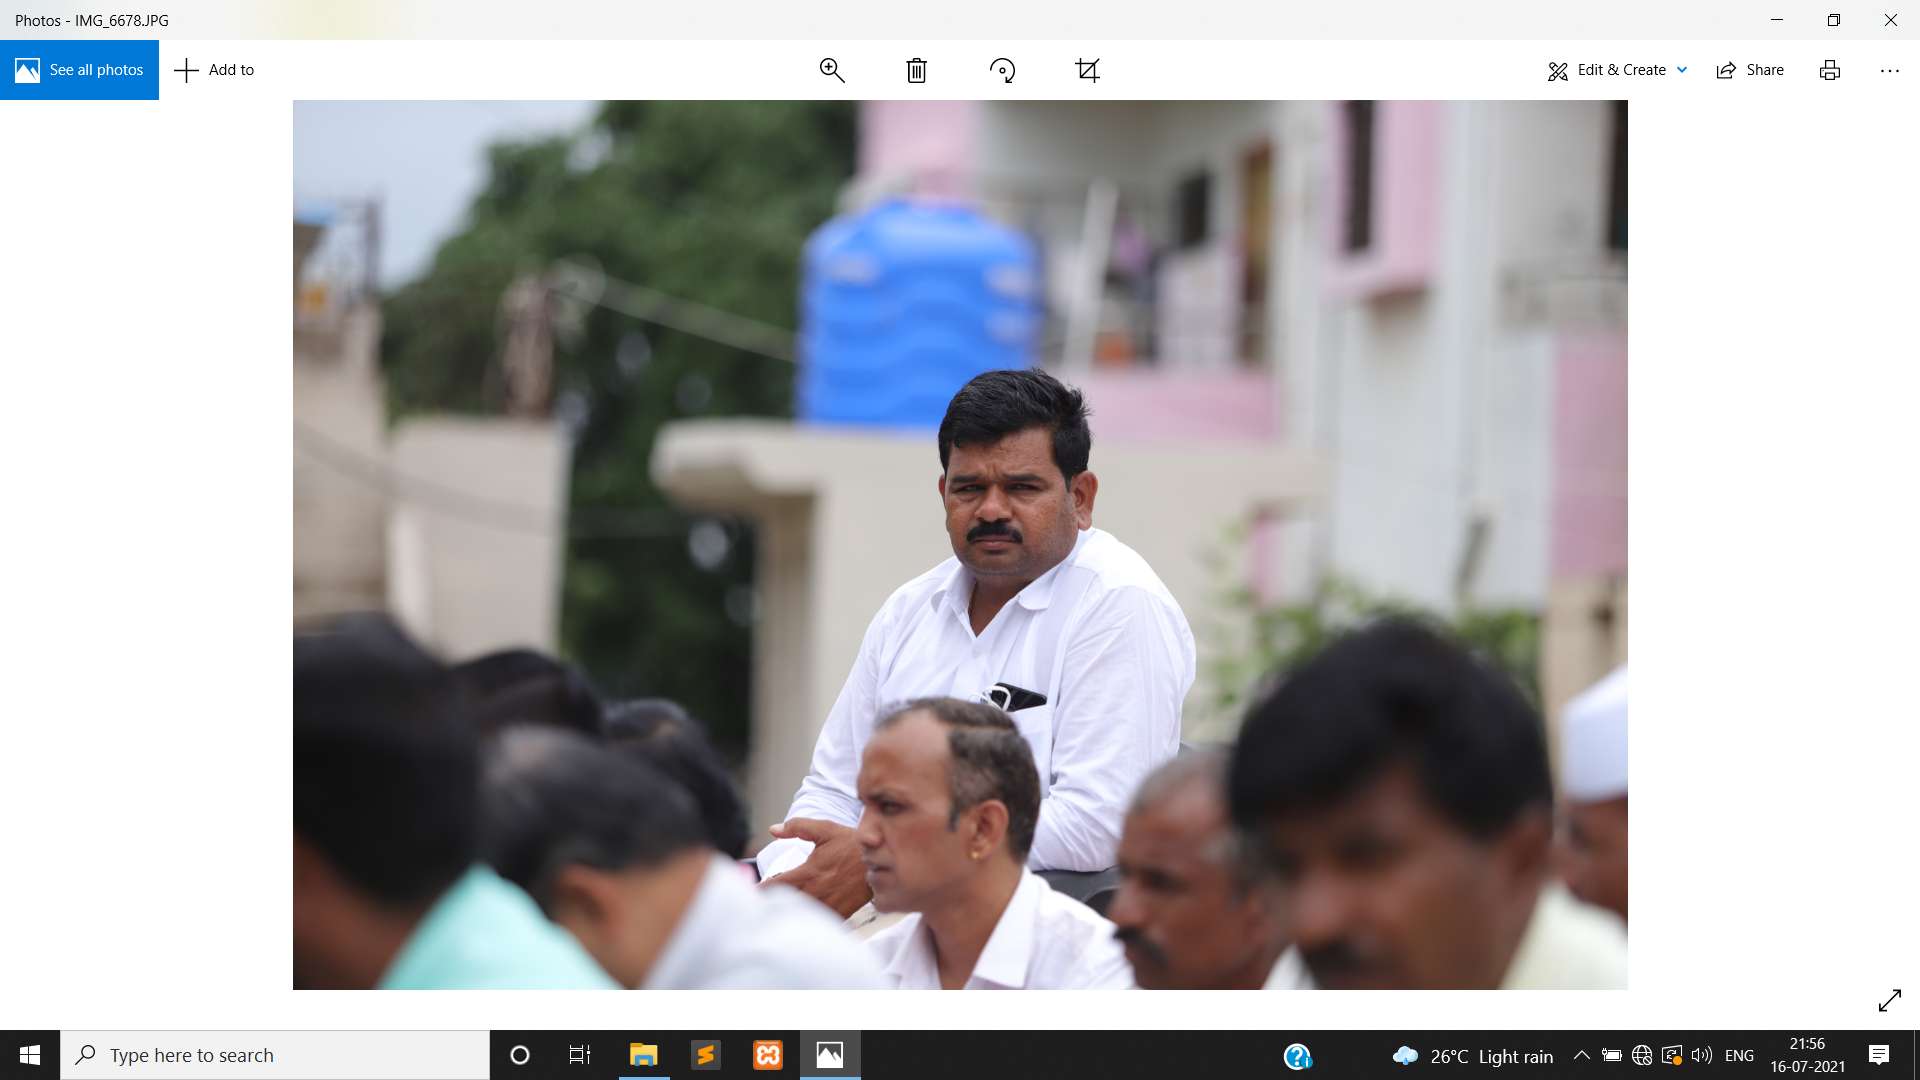 Photos - IMG_6678.JPG
See all photos
Add to
Edit & Create
Share
Type here to search
26°C Light rain
ENG
21:56
16-07-2021